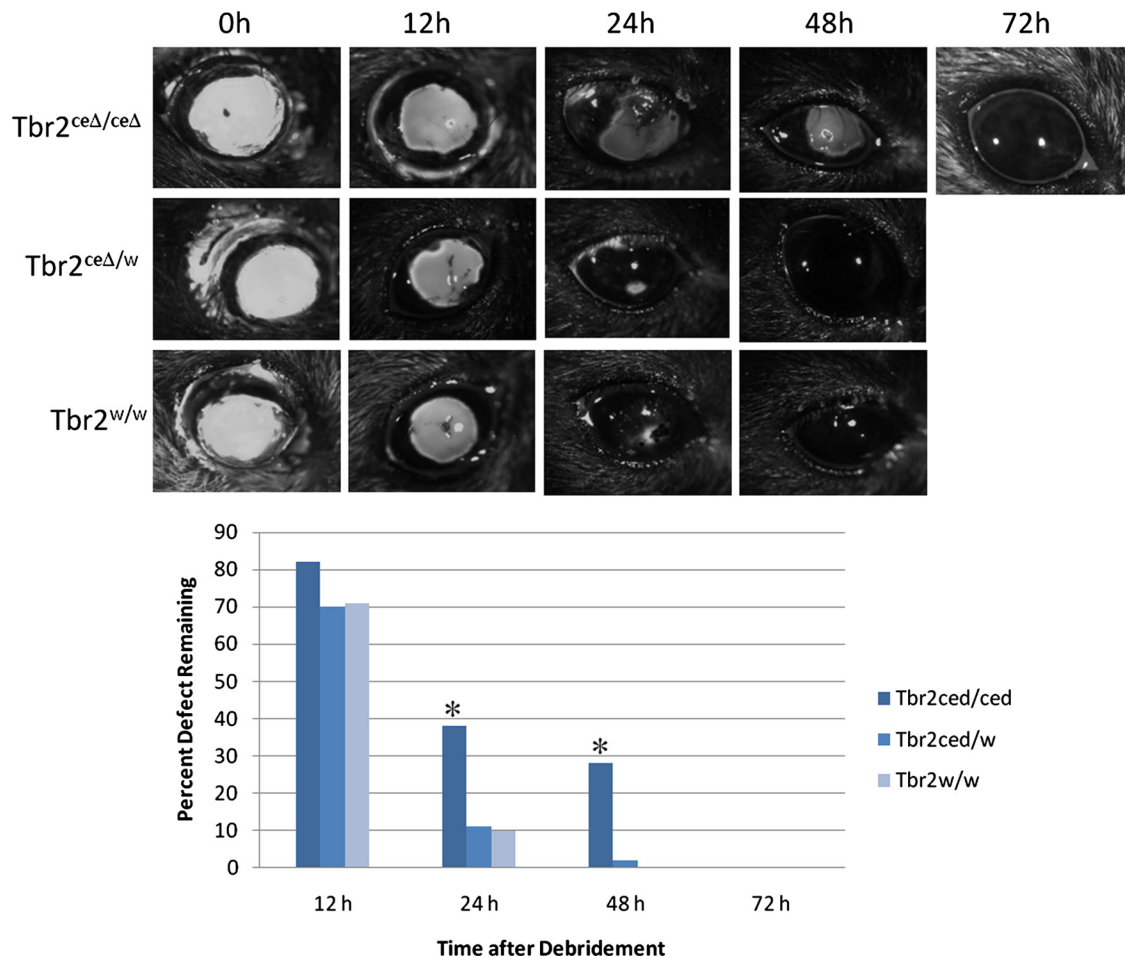 0h 12h 24h 48h 72h
Tbr2ceΔ/ceΔ
Tbr2ceΔ/w
Tbr2w/w
90
80
70
60
50
40
30
20
10
0
Percent Defect Remaining
*
*
12 h 24 h 48 h 72 h
Time after Debridement
Tbr2ced/ced
Tbr2ced/w
Tbr2w/w